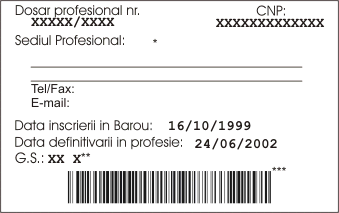 Dosar profesional nr. CNP:
xxxxx/xxxx xxxxxxxxxxxxx
Sediul Profesional: *
Tel/Fax:
E-mail:
Data inscrierii in Barou: 16/10/1999
Data definitivarii in profesie: 24/06/2002
G.S.: xx x**
***